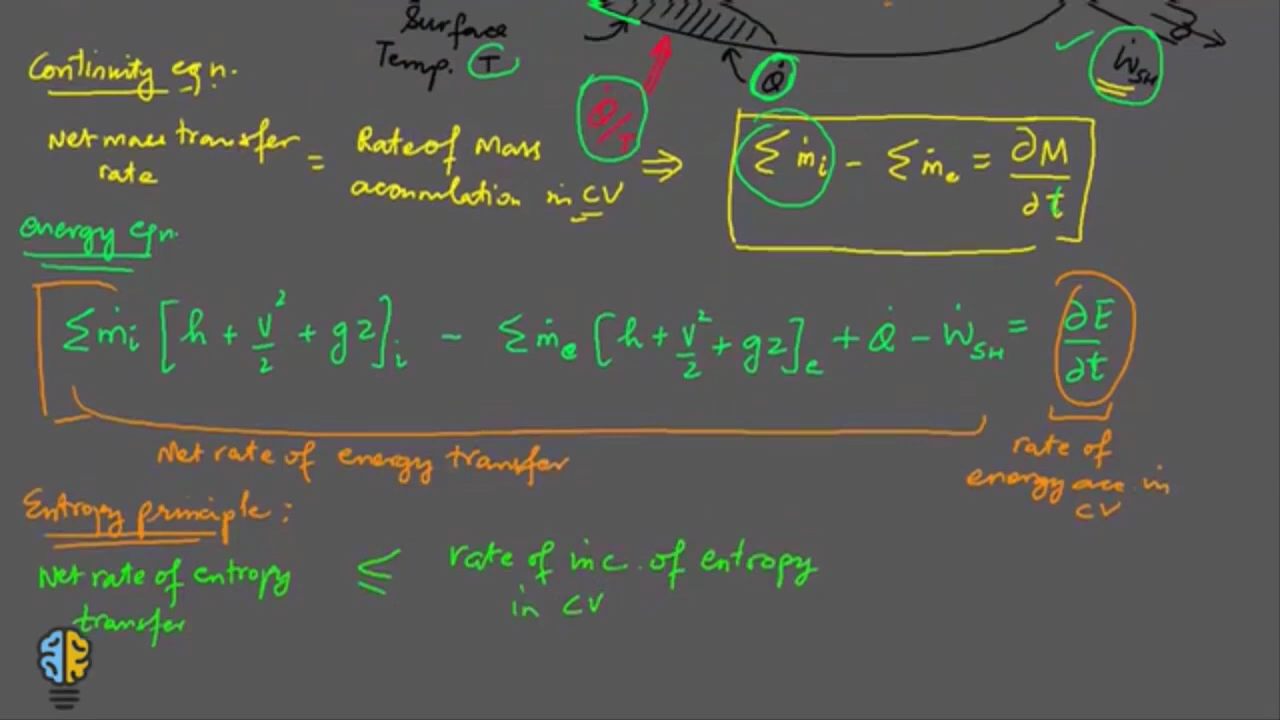 Surface
Temp. T
Q̇
ẆSH
Q̇/T
Continuity eqn.
Net mass transfer rate = Rate of Mass accumulation in CV ⇒ Σṁi - Σṁe = ∂M/∂t
energy eqn.
Σṁi [h + V²/2 + gz]i - Σṁe [h + V²/2 + gz]e + Q̇ - ẆSH = ∂E/∂t
Net rate of energy transfer
rate of
energy acc. in
CV
Entropy principle:
Net rate of entropy transfer ≤ rate of inc. of entropy in CV